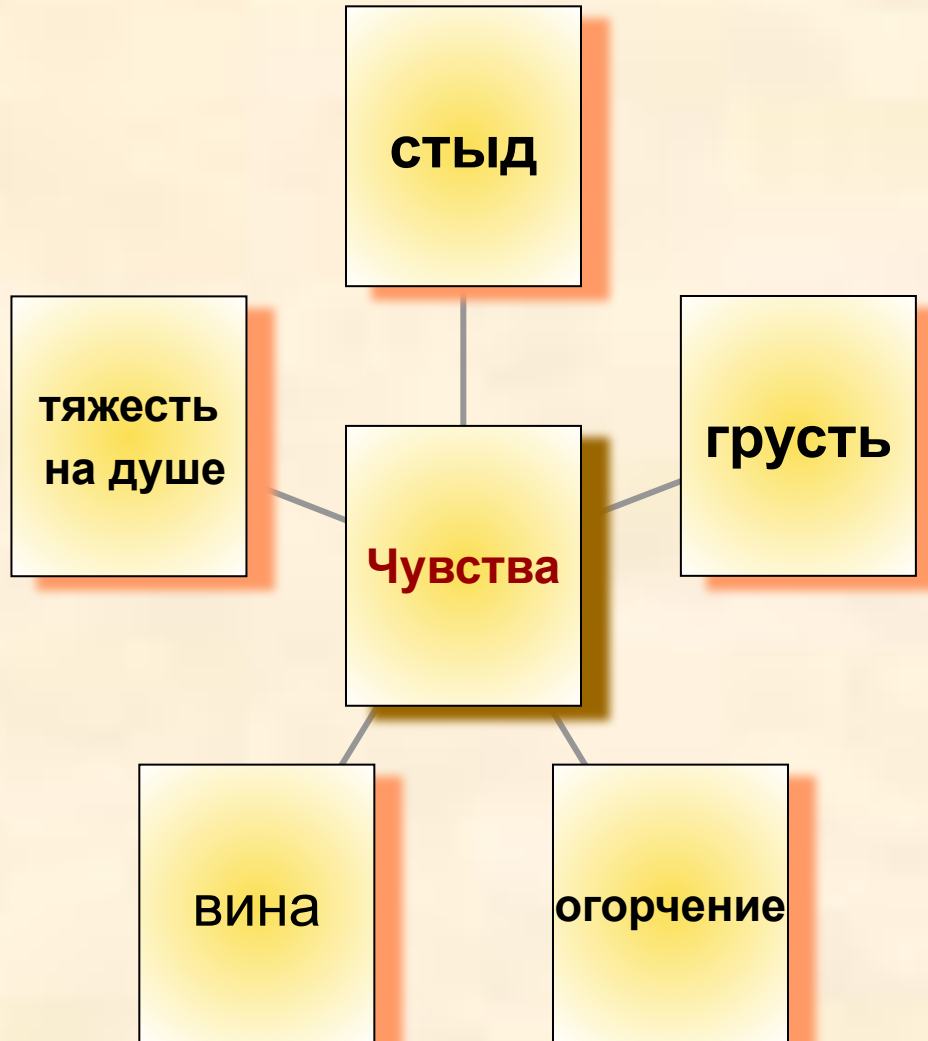 стыд
тяжесть
на душе
грусть
Чувства
вина
огорчение